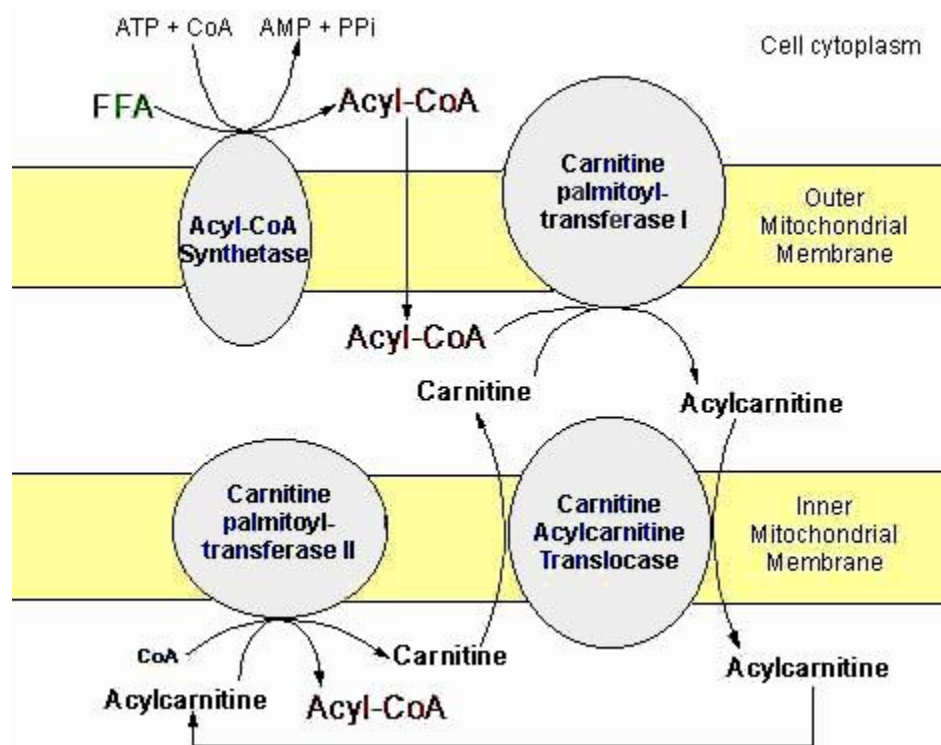 ATP + CoA
AMP + PPi
Cell cytoplasm
FFA
Acyl-CoA
Carnitine
palmitoyl-
transferase I
Outer
Mitochondrial
Membrane
Acyl-CoA
Synthetase
Acyl-CoA
Carnitine
Acylcarnitine
Carnitine
palmitoyl-
transferase II
Carnitine
Acylcarnitine
Translocase
Inner
Mitochondrial
Membrane
CoA
Carnitine
Acylcarnitine
Acylcarnitine
Acyl-CoA